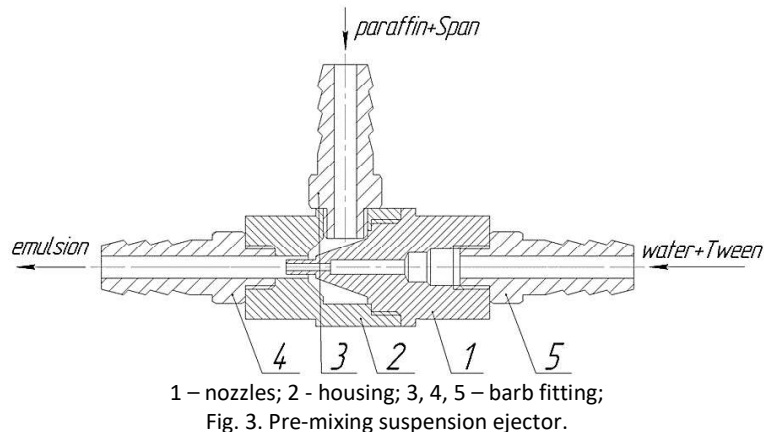 paraffin+Span
emulsion
water+Tween
4 3 2 1 5
1 – nozzles; 2 - housing; 3, 4, 5 – barb fitting;
Fig. 3. Pre-mixing suspension ejector.